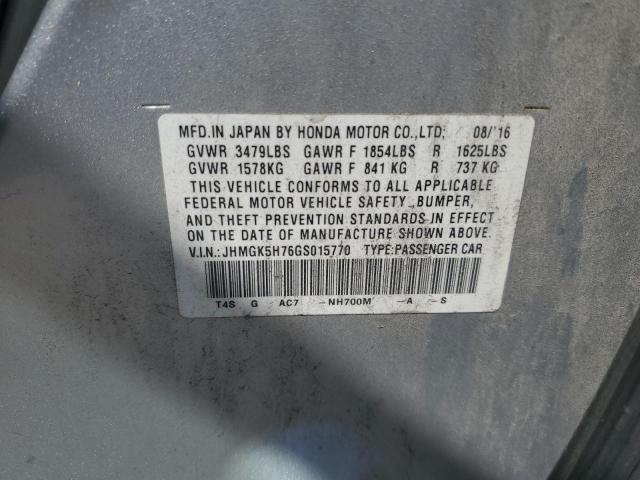 MFD.IN JAPAN BY HONDA MOTOR CO.,LTD; 08/'16
GVWR 3479LBS GAWR F 1854LBS R 1625LBS
GVWR 1578KG GAWR F 841 KG R 737 KG
THIS VEHICLE CONFORMS TO ALL APPLICABLE
FEDERAL MOTOR VEHICLE SAFETY ,BUMPER,
AND THEFT PREVENTION STANDARDS IN EFFECT
ON THE DATE OF MANUFACTURE SHOWN ABOVE.
V.I.N.:JHMGK5H76GS015770 TYPE:PASSENGER CAR
T4S G AC7 -NH700M -A -S